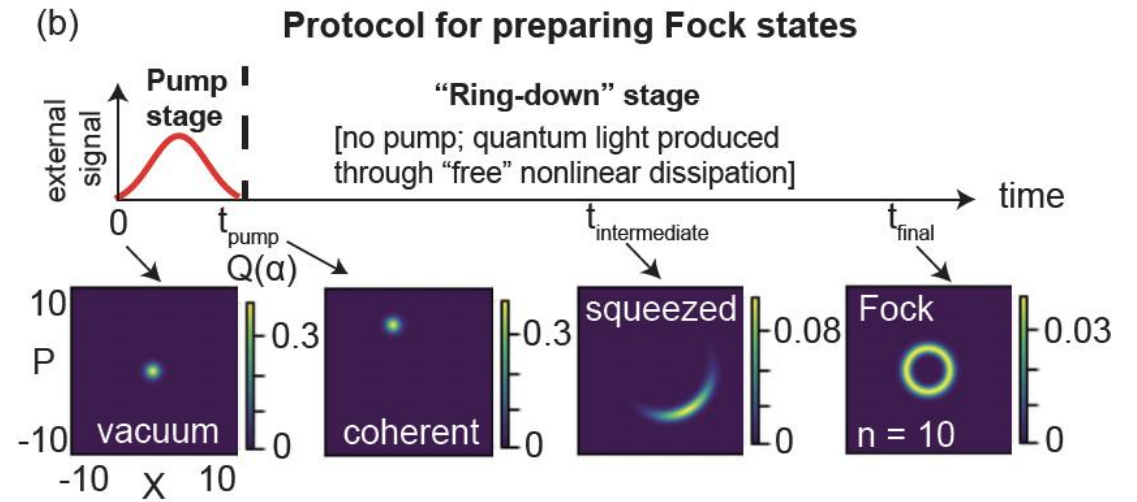 (b)
Protocol for preparing Fock states
external
signal
Pump
stage
“Ring-down” stage
[no pump; quantum light produced
through “free” nonlinear dissipation]
time
0
t_pump
t_intermediate
t_final
Q(α)
10
P
-10
-10
X
10
vacuum
0.3
0
coherent
0.3
0
squeezed
0.08
0
Fock
n = 10
0.03
0